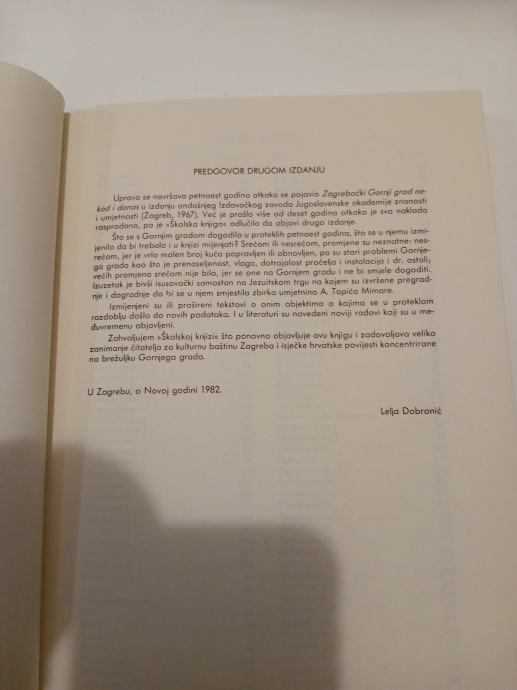 PREDGOVOR DRUGOM IZDANJU
Upravo se navršava petnaest godina otkako se pojavio Zagrebački Gornji grad ne-
kad i danas u izdanju ondašnjeg Izdavačkog zavoda Jugoslavenske akademije znanosti
i umjetnosti (Zagreb, 1967). Već je prošlo više od deset godina otkako je sva naklada
rasprodana, pa je »Školska knjiga« odlučila da objavi drugo izdanje.
Što se s Gornjim gradom dogodilo u proteklih petnaest godina, što se u njemu izmi-
jenilo da bi trebalo i u knjizi mijenjati? Srećom ili nesrećom, promjene su neznatne: nes-
rećom, jer je vrlo malen broj kuća popravljen ili obnovljen, pa su stari problemi Gornje-
ga grada kao što je prenaseljenost, vlaga, dotrajalost pročelja i instalacija i dr. ostali;
većih promjena srećom nije bilo, jer se one na Gornjem gradu i ne bi smjele dogoditi.
Izuzetak je bivši isusovački samostan na Jezuitskom trgu na kojem su izvršene pregrad-
nje i dogradnje da bi se u njem smjestila zbirka umjetnina A. Topića Mimare.
Izmijenjeni su ili prošireni tekstovi o onim objektima o kojima se u proteklom
razdoblju došlo do novih podataka. I u literaturi su navedeni noviji radovi koji su u me-
đuvremenu objavljeni.
Zahvaljujem »Školskoj knjizi« što ponovno objavljuje ovu knjigu i zadovoljava veliko
zanimanje čitatelja za kulturnu baštinu Zagreba i isječke hrvatske povijesti koncentrirane
na brežuljku Gornjega grada.
U Zagrebu, o Novoj godini 1982.
Lelja Dobronić